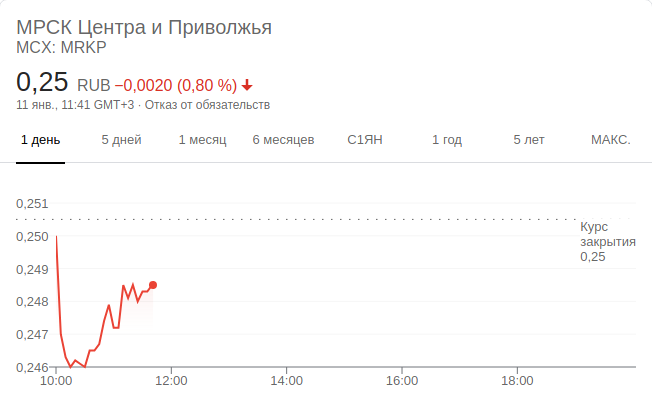 МРСК Центра и Приволжья
MCX: MRKP
0,25 RUB −0,0020 (0,80 %)
11 янв., 11:41 GMT+3 · Отказ от обязательств
1 день 5 дней 1 месяц 6 месяцев С1ЯН 1 год 5 лет МАКС.
0,251
Курс
закрытия
0,25
0,250
0,249
0,248
0,247
0,246
10:00 12:00 14:00 16:00 18:00